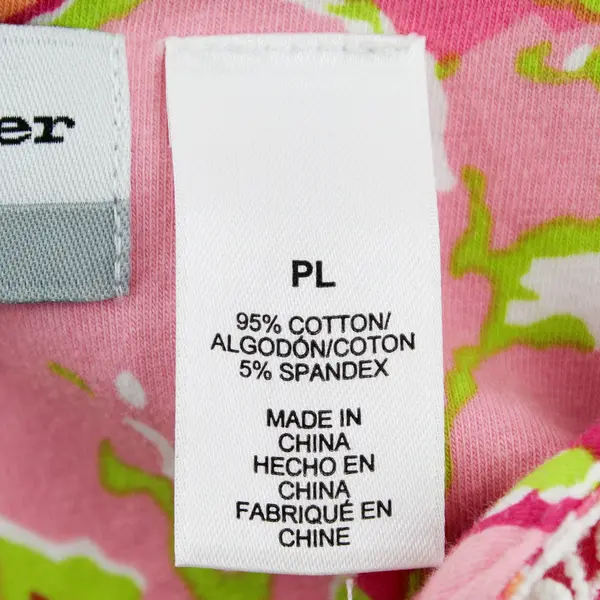 er
PL
95% COTTON/
ALGODÓN/COTON
5% SPANDEX
MADE IN
CHINA
HECHO EN
CHINA
FABRIQUÉ EN
CHINE